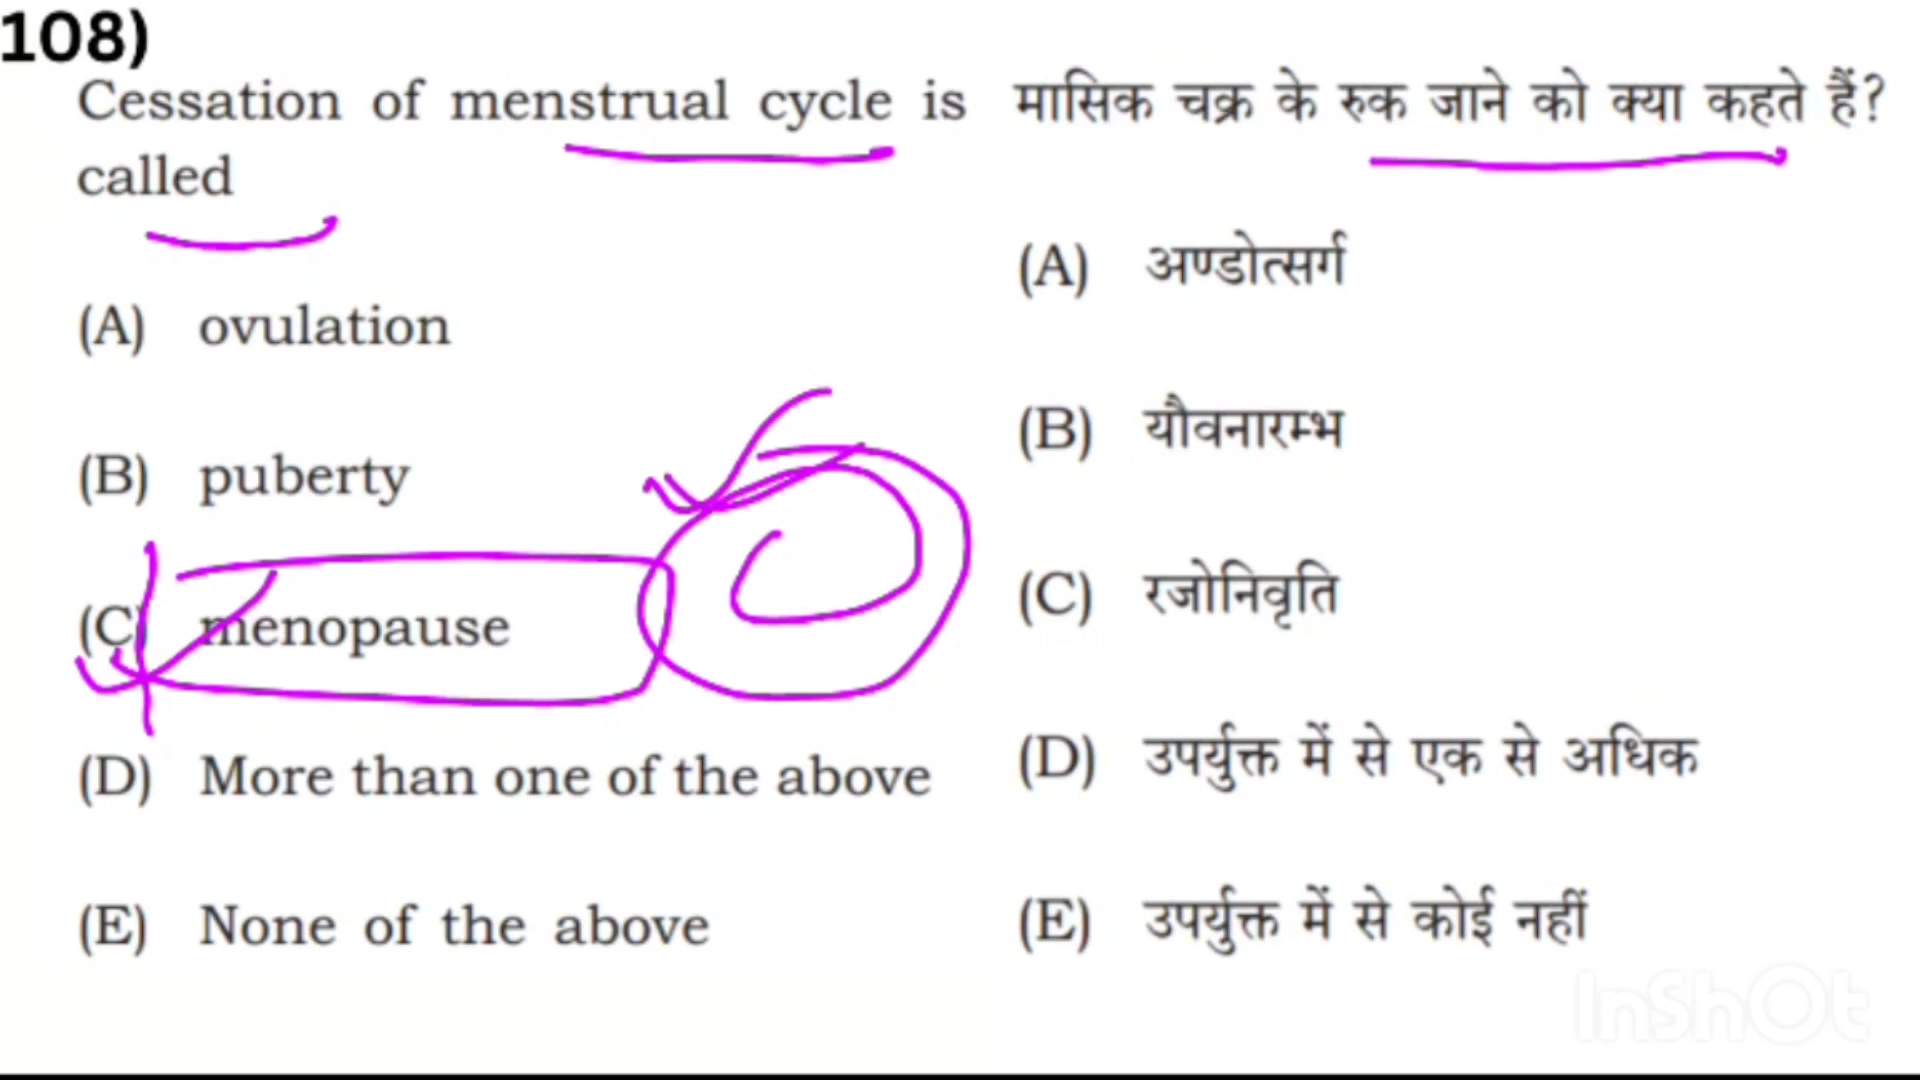 108)
Cessation of menstrual cycle is
called
(A) ovulation
(B) puberty
(C) menopause
(D) More than one of the above
(E) None of the above
मासिक चक्र के रुक जाने को क्या कहते हैं?
(A) अण्डोत्सर्ग
(B) यौवनारम्भ
(C) रजोनिवृति
(D) उपर्युक्त में से एक से अधिक
(E) उपर्युक्त में से कोई नहीं
InShOt